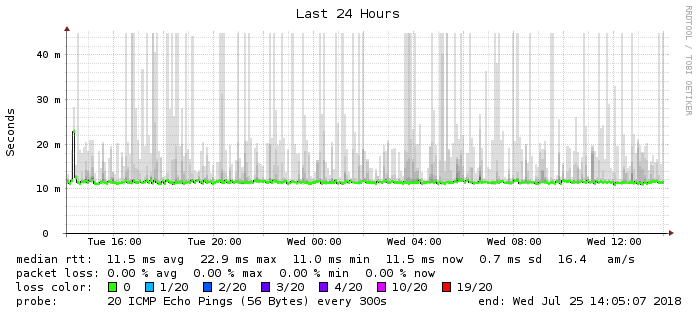 Last 24 Hours
RRDTOOL / TOBI OETIKER
Seconds
40 m
30 m
20 m
10 m
0
Tue 16:00 Tue 20:00 Wed 00:00 Wed 04:00 Wed 08:00 Wed 12:00
median rtt: 11.5 ms avg 22.9 ms max 11.0 ms min 11.5 ms now 0.7 ms sd 16.4 am/s
packet loss: 0.00 % avg 0.00 % max 0.00 % min 0.00 % now
loss color: 0 1/20 2/20 3/20 4/20 10/20 19/20
probe: 20 ICMP Echo Pings (56 Bytes) every 300s end: Wed Jul 25 14:05:07 2018